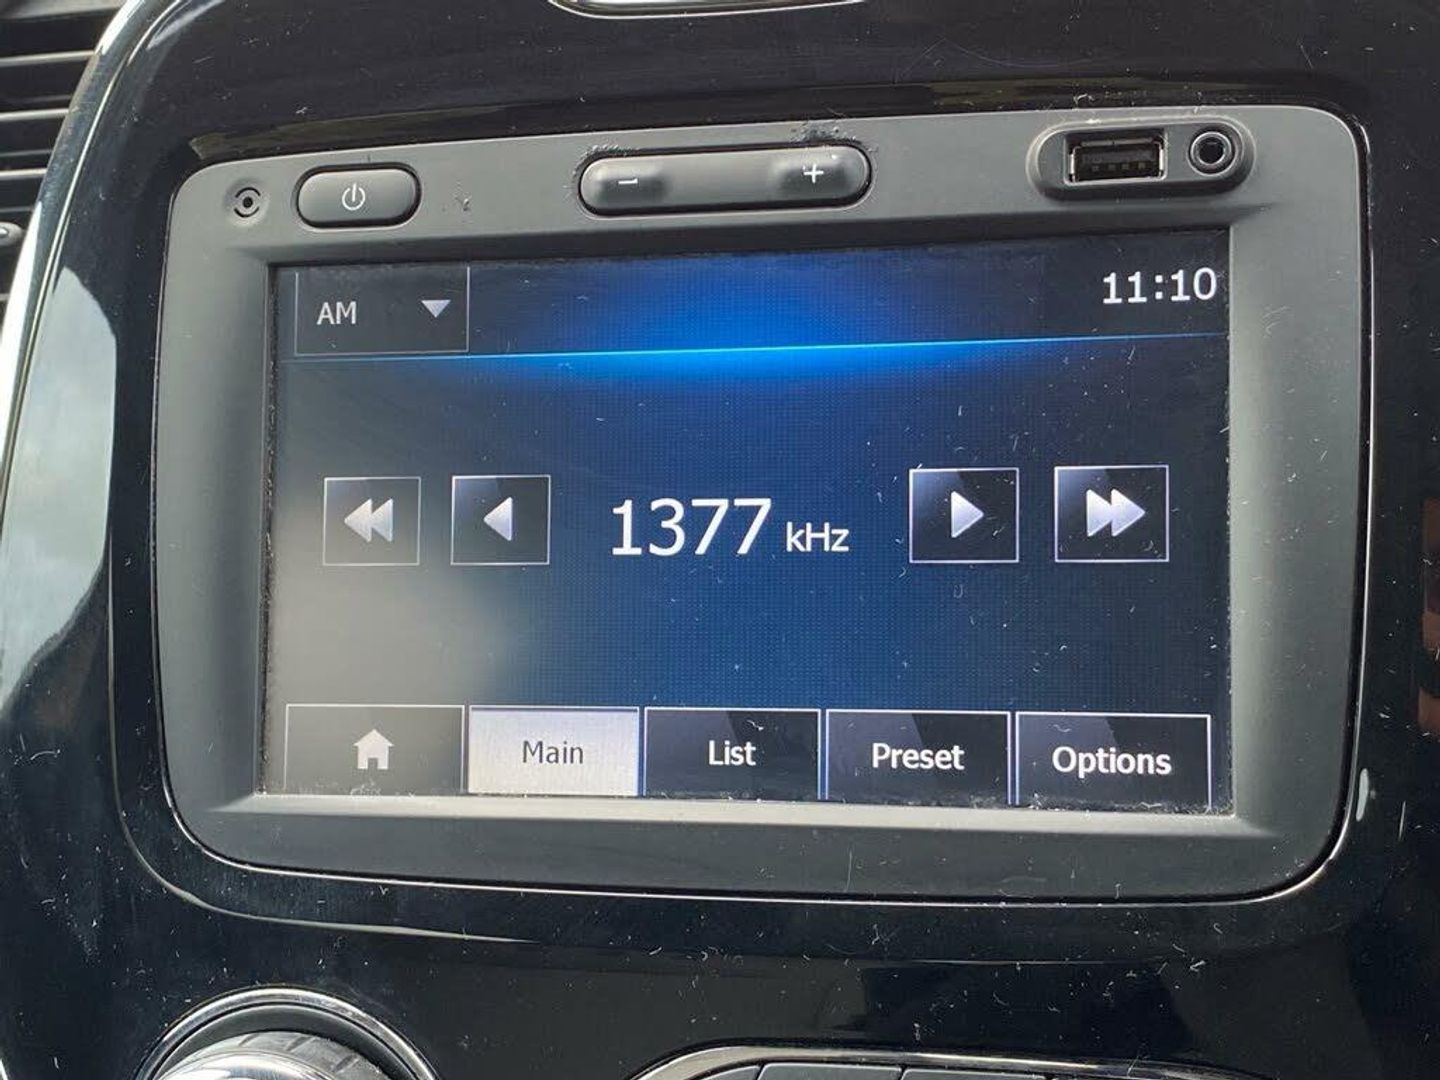 AM
11:10
1377 kHz
Main
List
Preset
Options